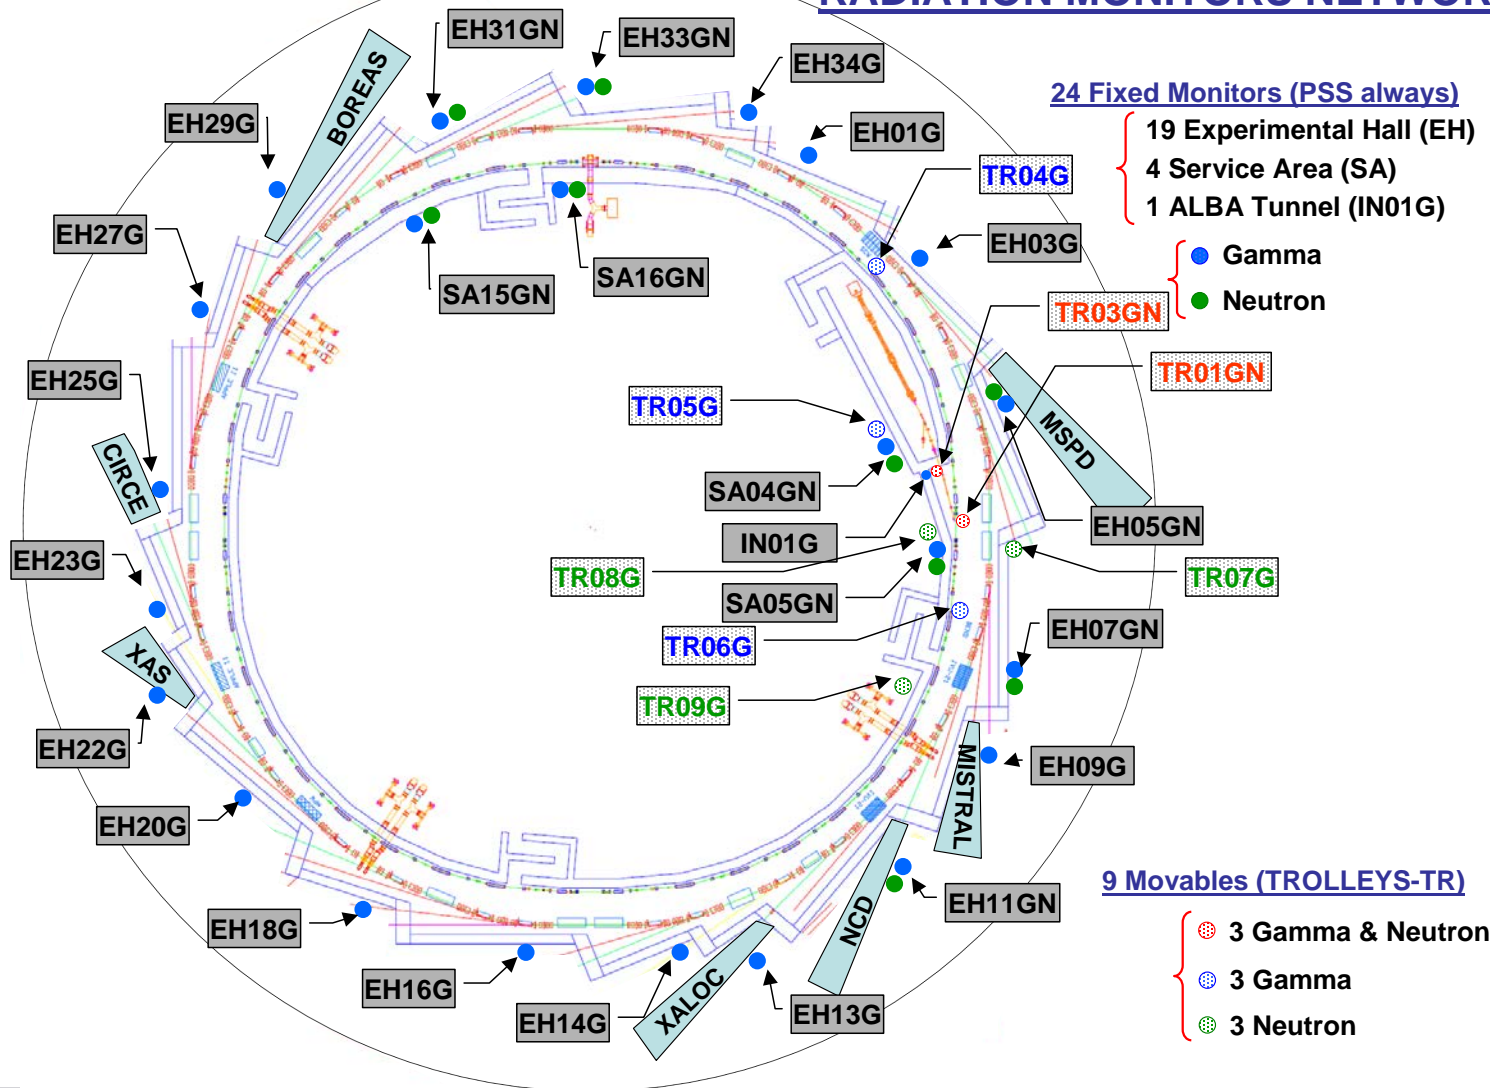 RADIATION MONITORS NETWOR
EH31GN
EH33GN
EH34G
BOREAS
EH29G
EH01G
24 Fixed Monitors (PSS always)
19 Experimental Hall (EH)
4 Service Area (SA)
1 ALBA Tunnel (IN01G)
Gamma
Neutron
TR04G
EH27G
EH03G
SA15GN
SA16GN
TR03GN
EH25G
TR01GN
TR05G
MSPD
CIRCE
SA04GN
EH05GN
IN01G
EH23G
TR08G
TR07G
SA05GN
XAS
TR06G
EH07GN
TR09G
EH22G
EH09G
MISTRAL
EH20G
NCD
EH11GN
9 Movables (TROLLEYS-TR)
3 Gamma & Neutron
3 Gamma
3 Neutron
EH18G
EH16G
EH14G
XALOC
EH13G